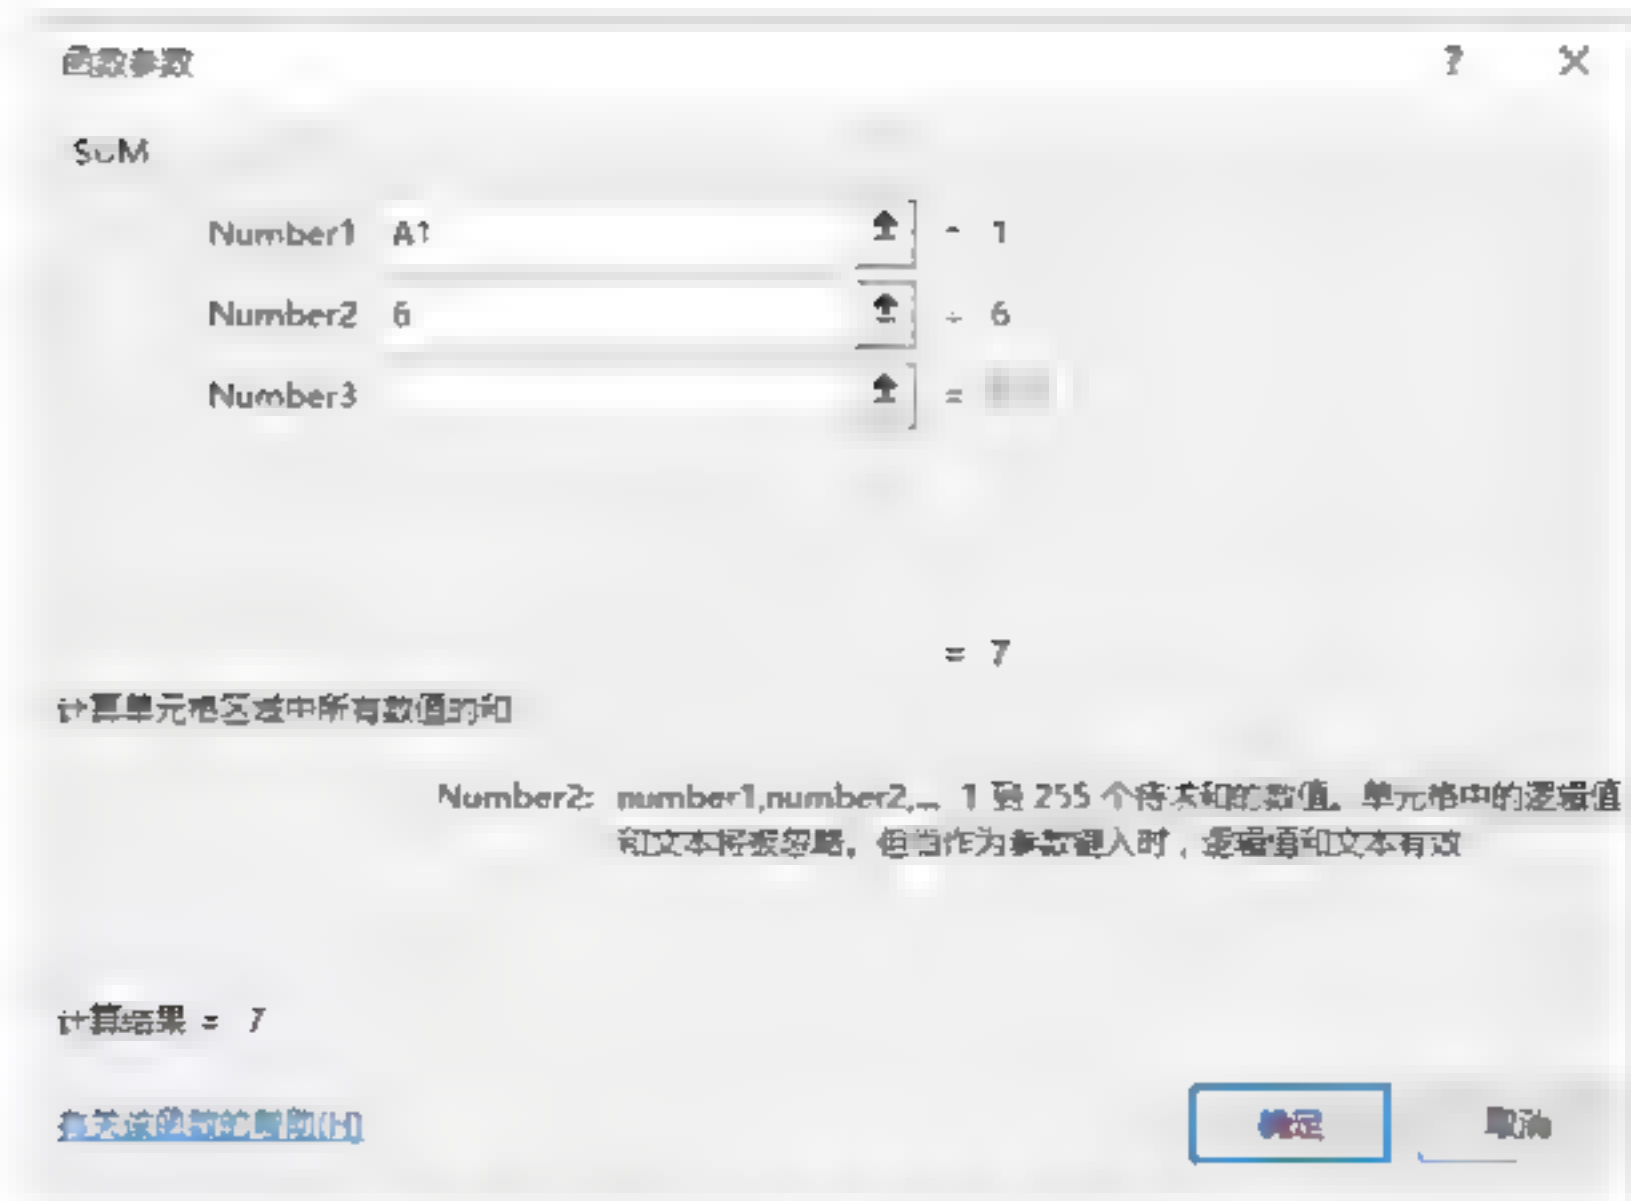 函数参数 ? ×
SUM
Number1 A1 = 1
Number2 6 = 6
Number3 =
= 7
计算单元格区域中所有数值的和
Number2: number1,number2,... 1 到 255 个待求和的数值。单元格中的逻辑值
和文本将被忽略。但当作为参数键入时，逻辑值和文本有效
计算结果 = 7
有关该函数的帮助(H)
确定 取消